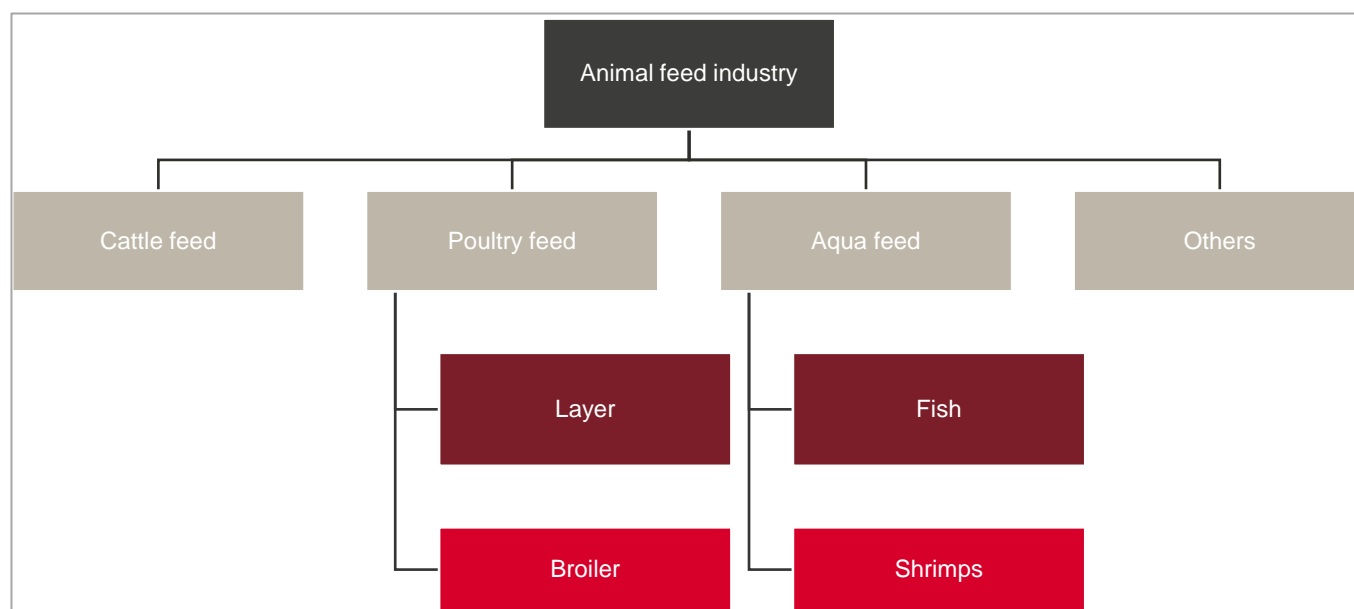 Animal feed industry
Cattle feed
Poultry feed
Aqua feed
Others
Layer
Fish
Broiler
Shrimps